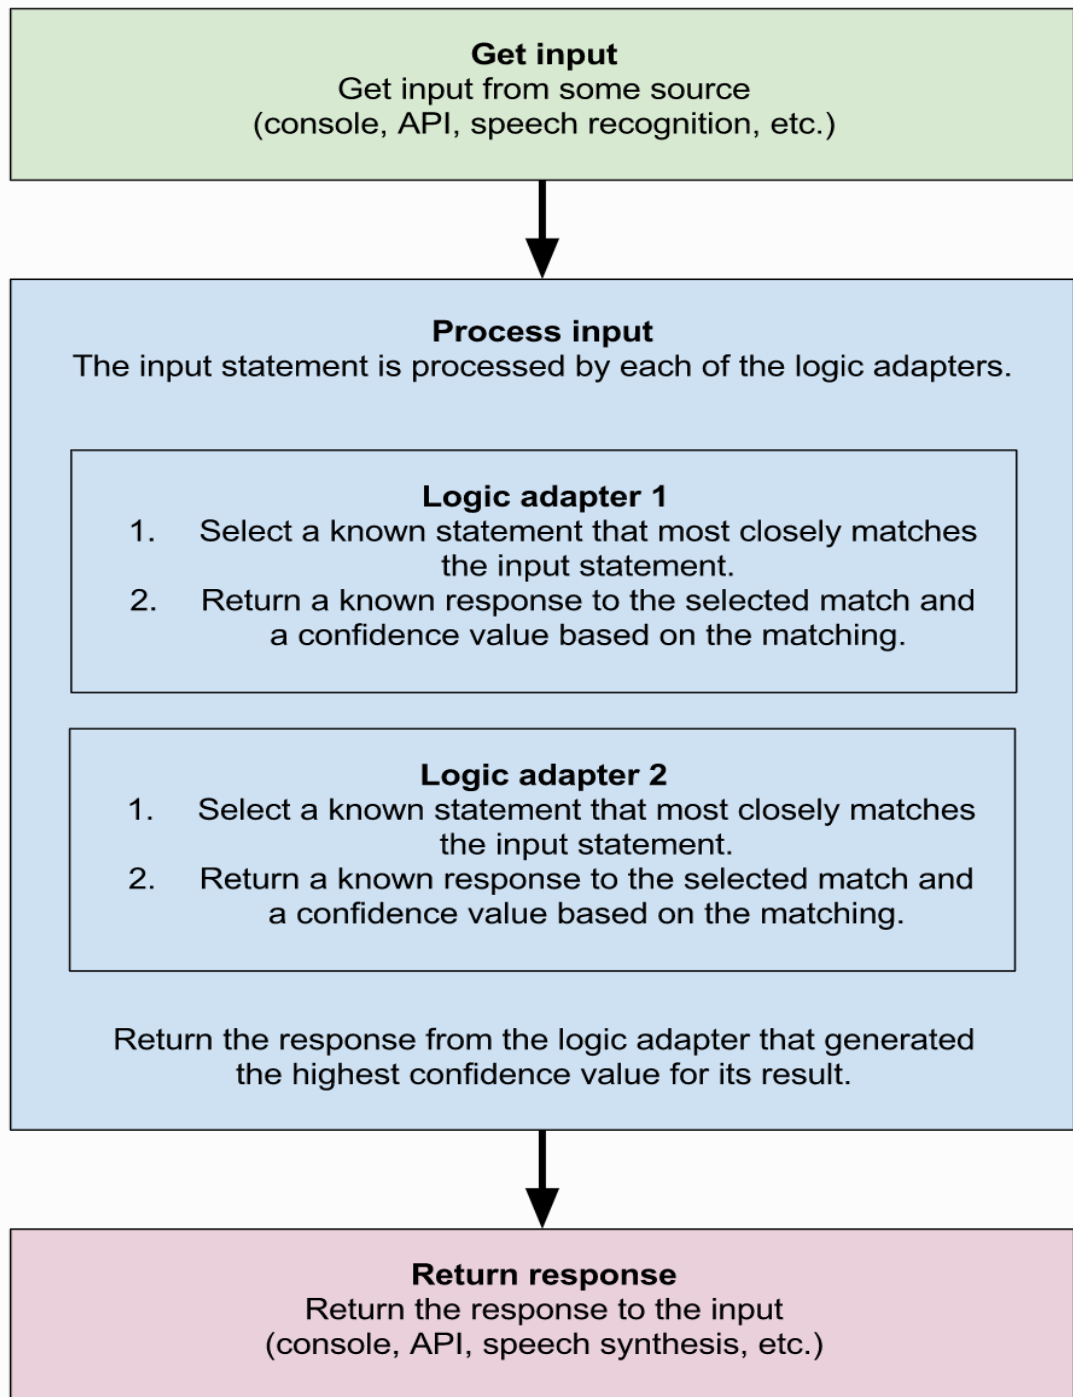 Get input
Get input from some source
(console, API, speech recognition, etc.)
Process input
The input statement is processed by each of the logic adapters.
Logic adapter 1
1. Select a known statement that most closely matches
the input statement.
2. Return a known response to the selected match and
a confidence value based on the matching.
Logic adapter 2
1. Select a known statement that most closely matches
the input statement.
2. Return a known response to the selected match and
a confidence value based on the matching.
Return the response from the logic adapter that generated
the highest confidence value for its result.
Return response
Return the response to the input
(console, API, speech synthesis, etc.)